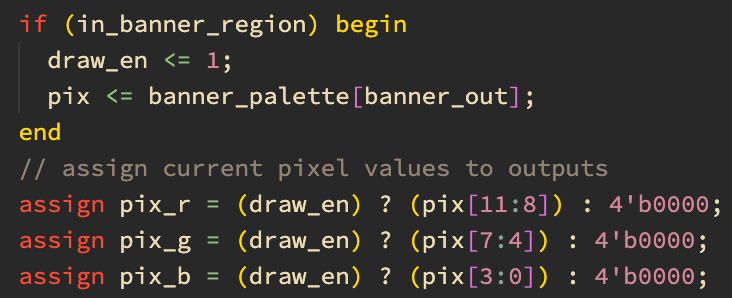 if (in_banner_region) begin
draw_en <= 1;
pix <= banner_palette[banner_out];
end
// assign current pixel values to outputs
assign pix_r = (draw_en) ? (pix[11:8]) : 4'b0000;
assign pix_g = (draw_en) ? (pix[7:4]) : 4'b0000;
assign pix_b = (draw_en) ? (pix[3:0]) : 4'b0000;